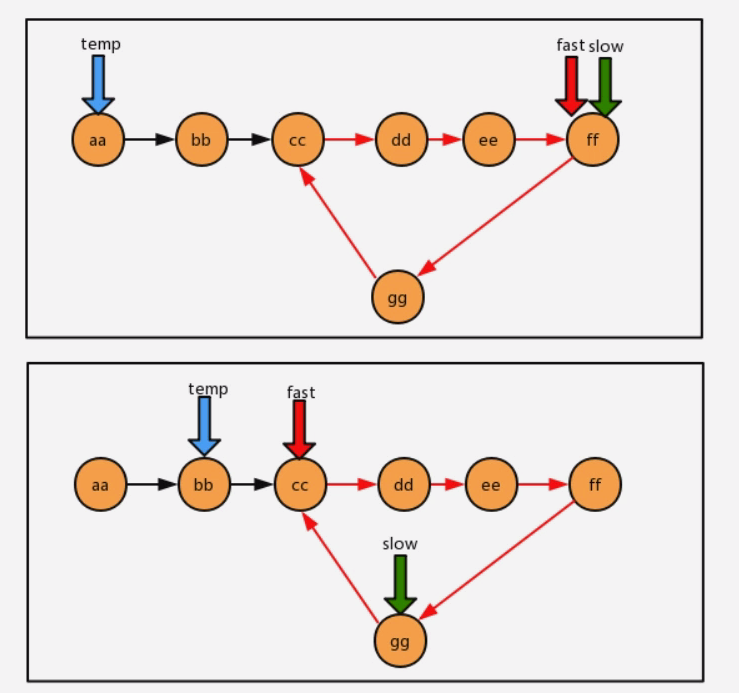 temp
fast slow
aa bb cc dd ee ff
gg
temp fast
aa bb cc dd ee ff
slow
gg